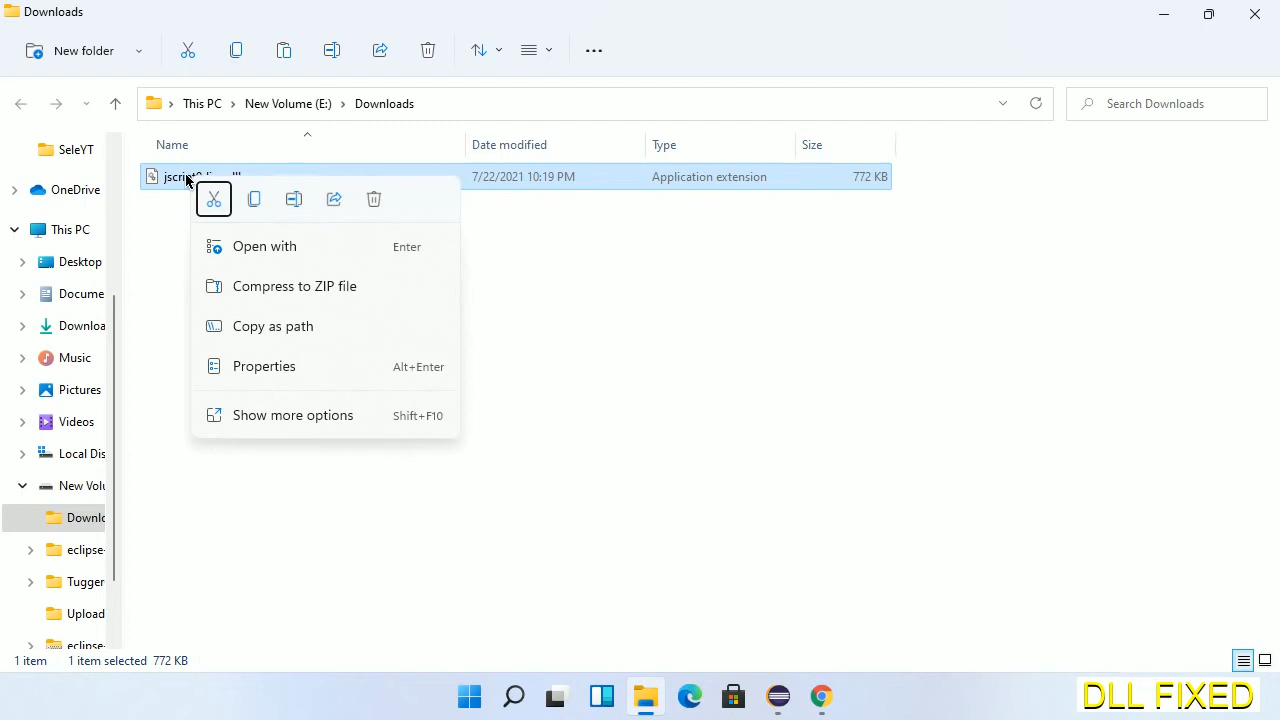 Downloads
New folder
This PC
New Volume (E:)
Downloads
Search Downloads
Name
Date modified
Type
Size
7/22/2021 10:19 PM
Application extension
772 KB
Open with
Enter
Compress to ZIP file
Copy as path
Properties
Alt+Enter
Show more options
Shift+F10
SeleYT
OneDrive
This PC
Desktop
Docume
Downloa
Music
Pictures
Videos
Local Dis
New Volu
Downlo
eclipse-
Tugger
Upload
eclipse-
1 item
1 item selected 772 KB
DLL FIXED